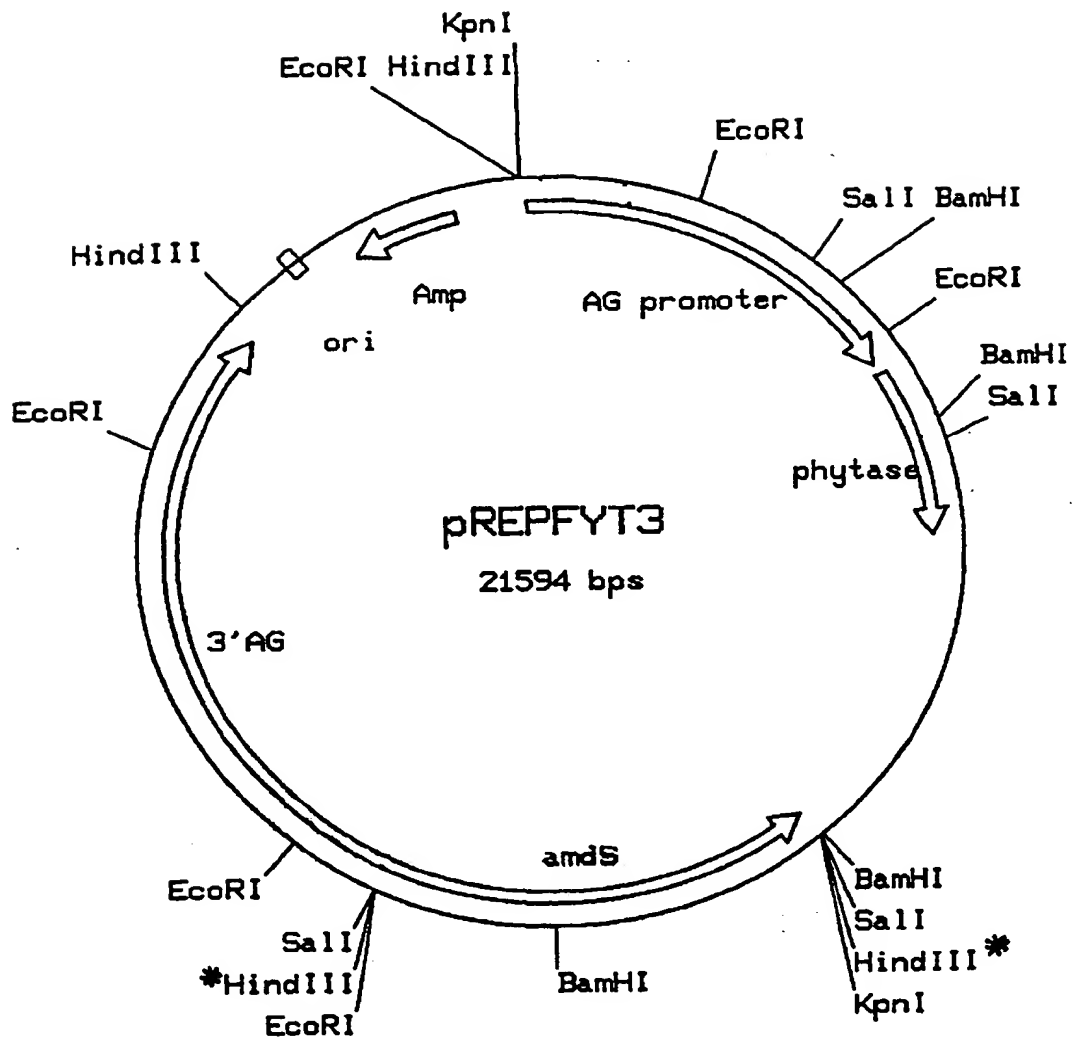 KpnI
EcoRI HindIII
EcoRI
SalI BamHI
HindIII
EcoRI
Amp
AG promoter
ori
BamHI
SalI
EcoRI
phytase
pREPFYT3
21594 bps
3'AG
amdS
EcoRI
BamHI
SalI
SalI
HindIII*
*HindIII
BamHI
KpnI
EcoRI